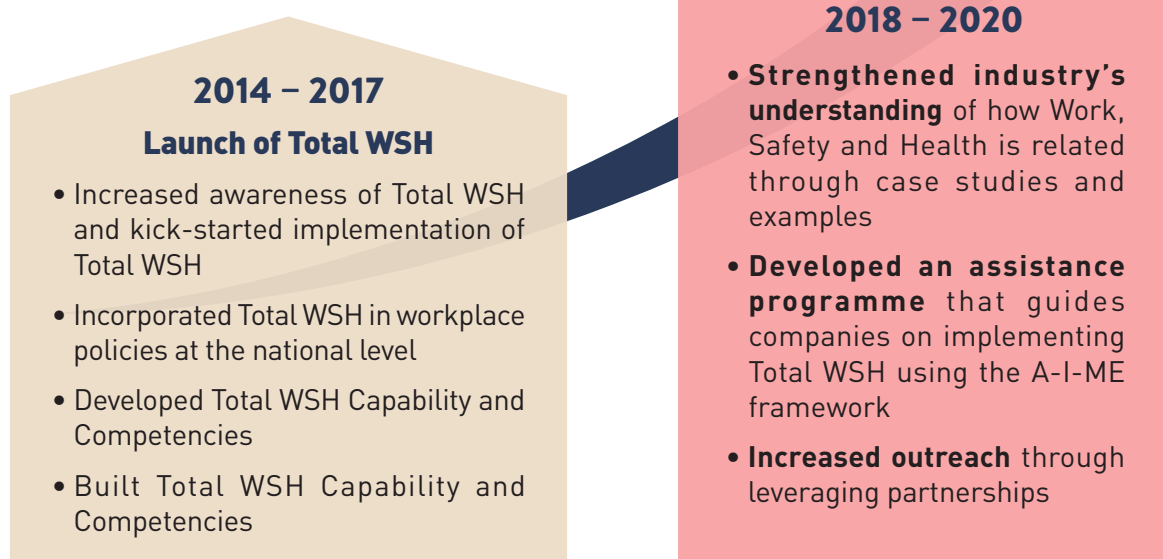 2014 – 2017
Launch of Total WSH
• Increased awareness of Total WSH
and kick-started implementation of
Total WSH
• Incorporated Total WSH in workplace
policies at the national level
• Developed Total WSH Capability and
Competencies
• Built Total WSH Capability and
Competencies
2018 – 2020
• Strengthened industry's
understanding of how Work,
Safety and Health is related
through case studies and
examples
• Developed an assistance
programme that guides
companies on implementing
Total WSH using the A-I-ME
framework
• Increased outreach through
leveraging partnerships